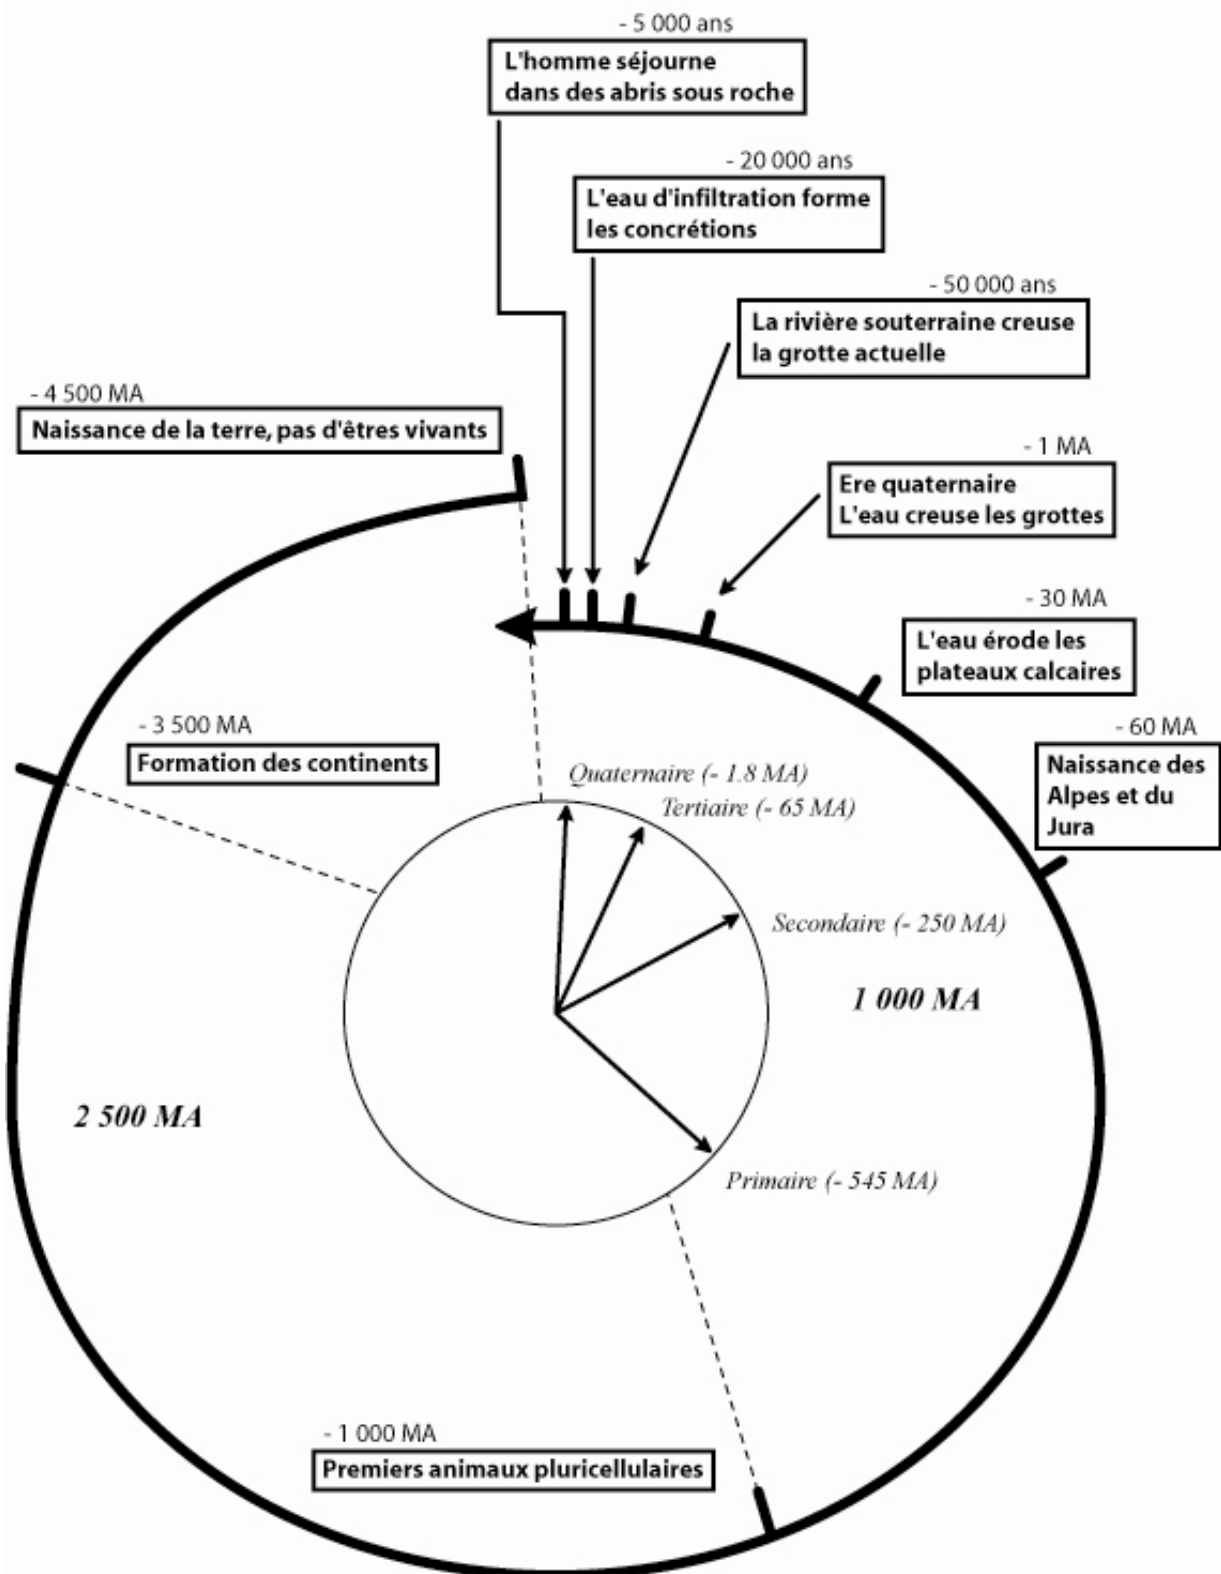 - 5 000 ans
L'homme séjourne
dans des abris sous roche
- 20 000 ans
L'eau d'infiltration forme
les concrétions
- 50 000 ans
La rivière souterraine creuse
la grotte actuelle
- 4 500 MA
Naissance de la terre, pas d'êtres vivants
- 1 MA
Ere quaternaire
L'eau creuse les grottes
- 30 MA
L'eau érode les
plateaux calcaires
- 60 MA
Naissance des
Alpes et du
Jura
- 3 500 MA
Formation des continents
Quaternaire (- 1.8 MA)
Tertiaire (- 65 MA)
Secondaire (- 250 MA)
1 000 MA
2 500 MA
Primaire (- 545 MA)
- 1 000 MA
Premiers animaux pluricellulaires